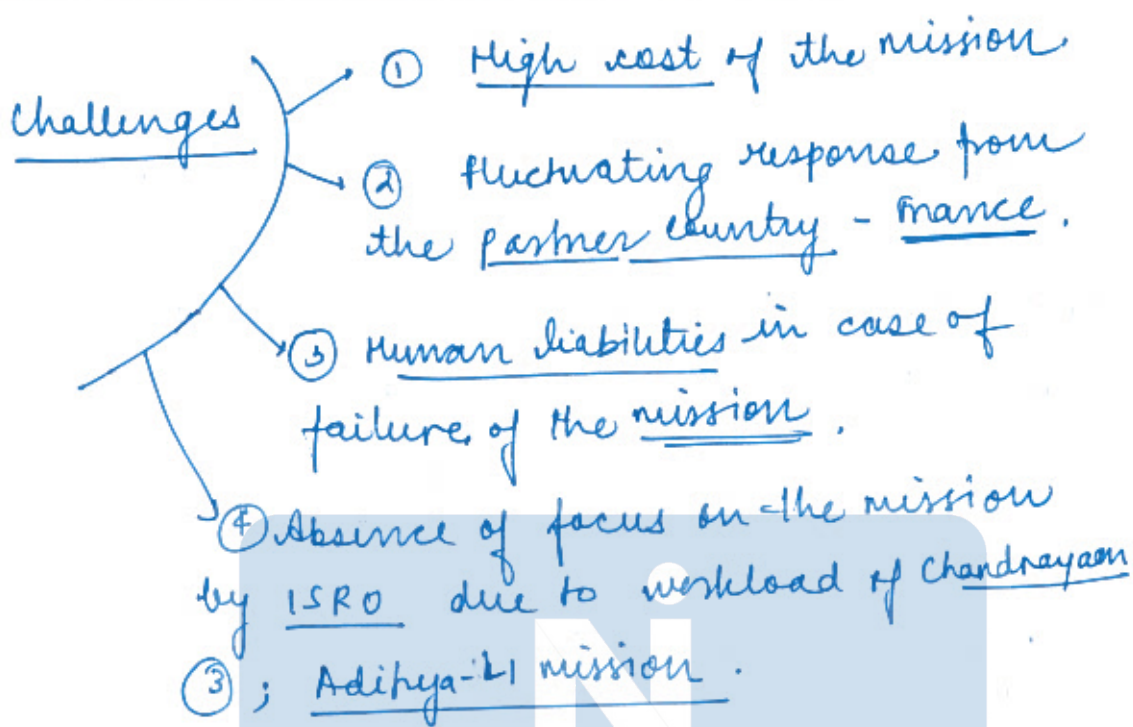 Challenges
① High cost of the mission.
② fluctuating response from
the partner country - France.
③ Human liabilities in case of
failure of the mission.
④ Absence of focus on the mission
by ISRO due to workload of Chandrayaan
③ ; Adihya-L1 mission.